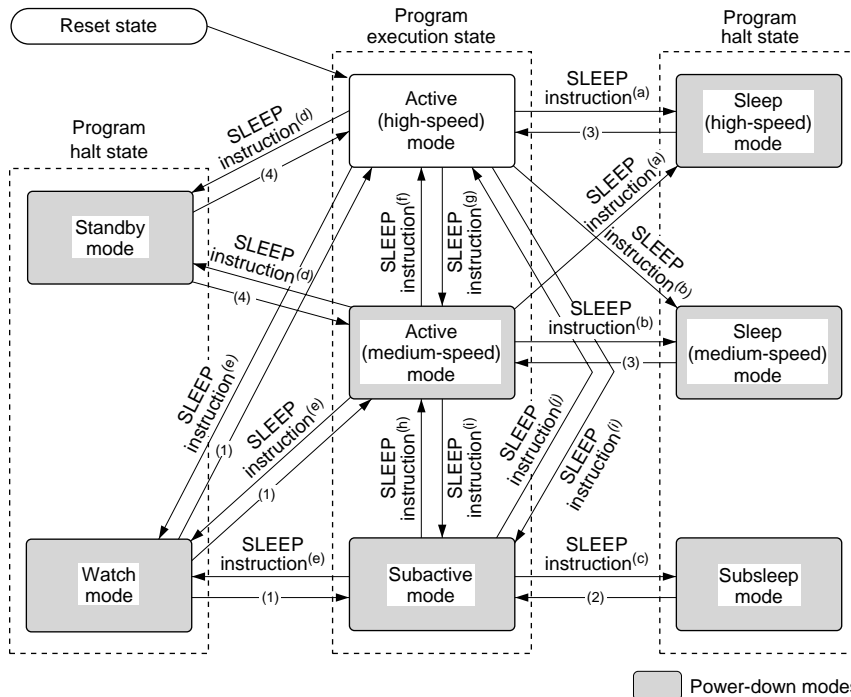 Reset state
Program
execution state
Program
halt state
Program
halt state
Active
(high-speed)
mode
SLEEP
instruction(a)
(3)
Sleep
(high-speed)
mode
SLEEP
instruction(d)
(4)
Standby
mode
SLEEP
instruction(d)
(4)
SLEEP
instruction(f)
SLEEP
instruction(g)
SLEEP
instruction(a)
SLEEP
instruction(b)
Active
(medium-speed)
mode
SLEEP
instruction(b)
(3)
Sleep
(medium-speed)
mode
SLEEP
instruction(e)
(1)
SLEEP
instruction(e)
(1)
SLEEP
instruction(h)
SLEEP
instruction(i)
SLEEP
instruction(j)
SLEEP
instruction(i)
Watch
mode
SLEEP
instruction(e)
(1)
Subactive
mode
SLEEP
instruction(c)
(2)
Subsleep
mode
Power-down modes